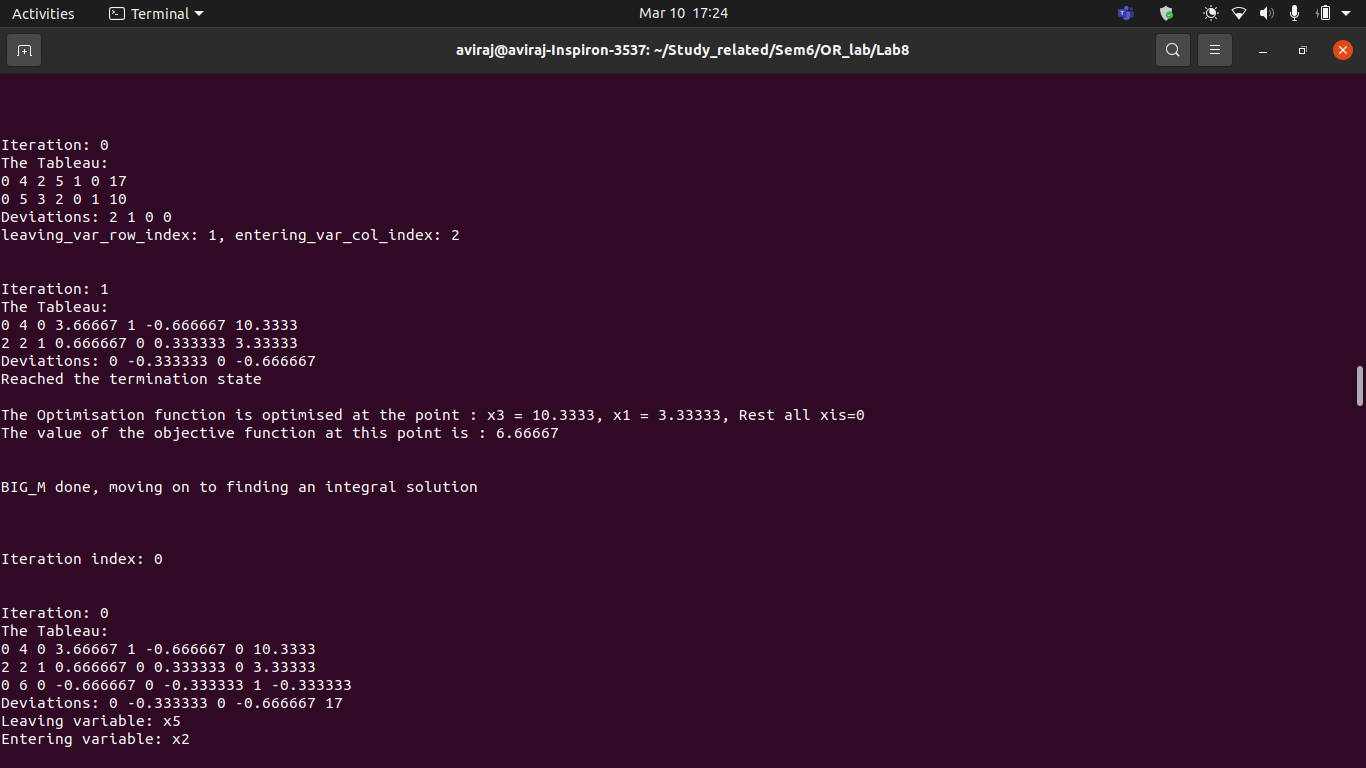 Activities Terminal Mar 10 17:24
aviraj@aviraj-Inspiron-3537: ~/Study_related/Sem6/OR_lab/Lab8
Iteration: 0
The Tableau:
0 4 2 5 1 0 17
0 5 3 2 0 1 10
Deviations: 2 1 0 0
leaving_var_row_index: 1, entering_var_col_index: 2
Iteration: 1
The Tableau:
0 4 0 3.66667 1 -0.666667 10.3333
2 2 1 0.666667 0 0.333333 3.33333
Deviations: 0 -0.333333 0 -0.666667
Reached the termination state
The Optimisation function is optimised at the point : x3 = 10.3333, x1 = 3.33333, Rest all xis=0
The value of the objective function at this point is : 6.66667
BIG_M done, moving on to finding an integral solution
Iteration index: 0
Iteration: 0
The Tableau:
0 4 0 3.66667 1 -0.666667 0 10.3333
2 2 1 0.666667 0 0.333333 0 3.33333
0 6 0 -0.666667 0 -0.333333 1 -0.333333
Deviations: 0 -0.333333 0 -0.666667 17
Leaving variable: x5
Entering variable: x2